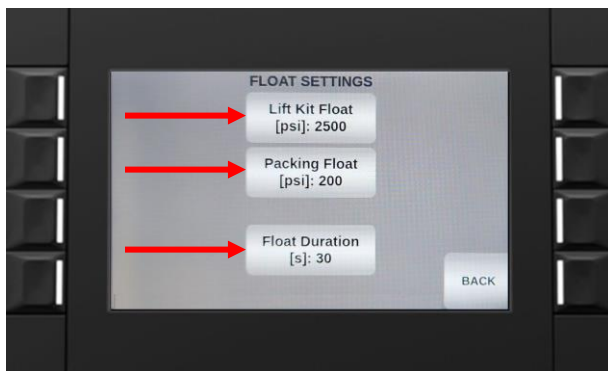 FLOAT SETTINGS
Lift Kit Float
[psi]: 2500
Packing Float
[psi]: 200
Float Duration
[s]: 30
BACK